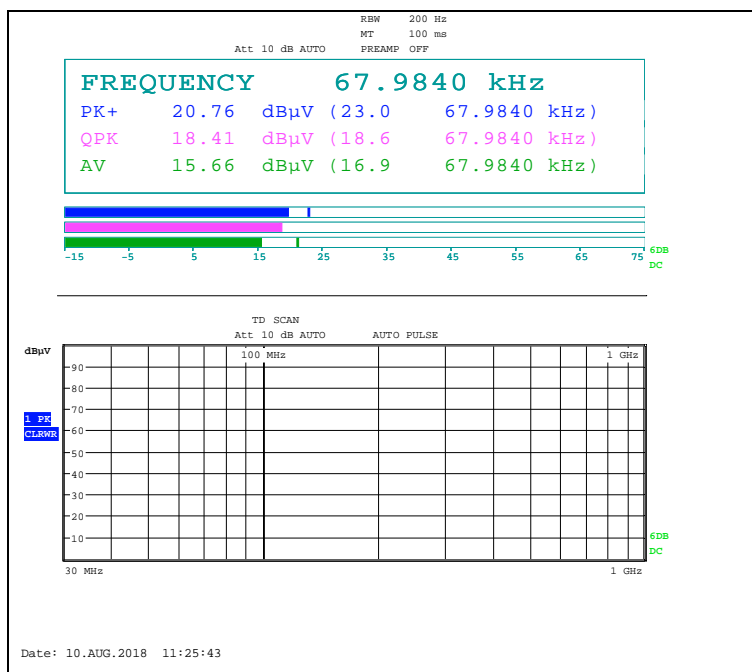 RBW 200 Hz
MT 100 ms
Att 10 dB AUTO PREAMP OFF
FREQUENCY 67.9840 kHz
PK+ 20.76 dBµV (23.0 67.9840 kHz)
QPK 18.41 dBµV (18.6 67.9840 kHz)
AV 15.66 dBµV (16.9 67.9840 kHz)
-15 -5 5 15 25 35 45 55 65 75
6DB
DC
TD SCAN
Att 10 dB AUTO AUTO PULSE
dBµV
100 MHz 1 GHz
90
80
70
1 PK
60
CLRWR
50
40
30
20
10
6DB
DC
30 MHz 1 GHz
Date: 10.AUG.2018 11:25:43